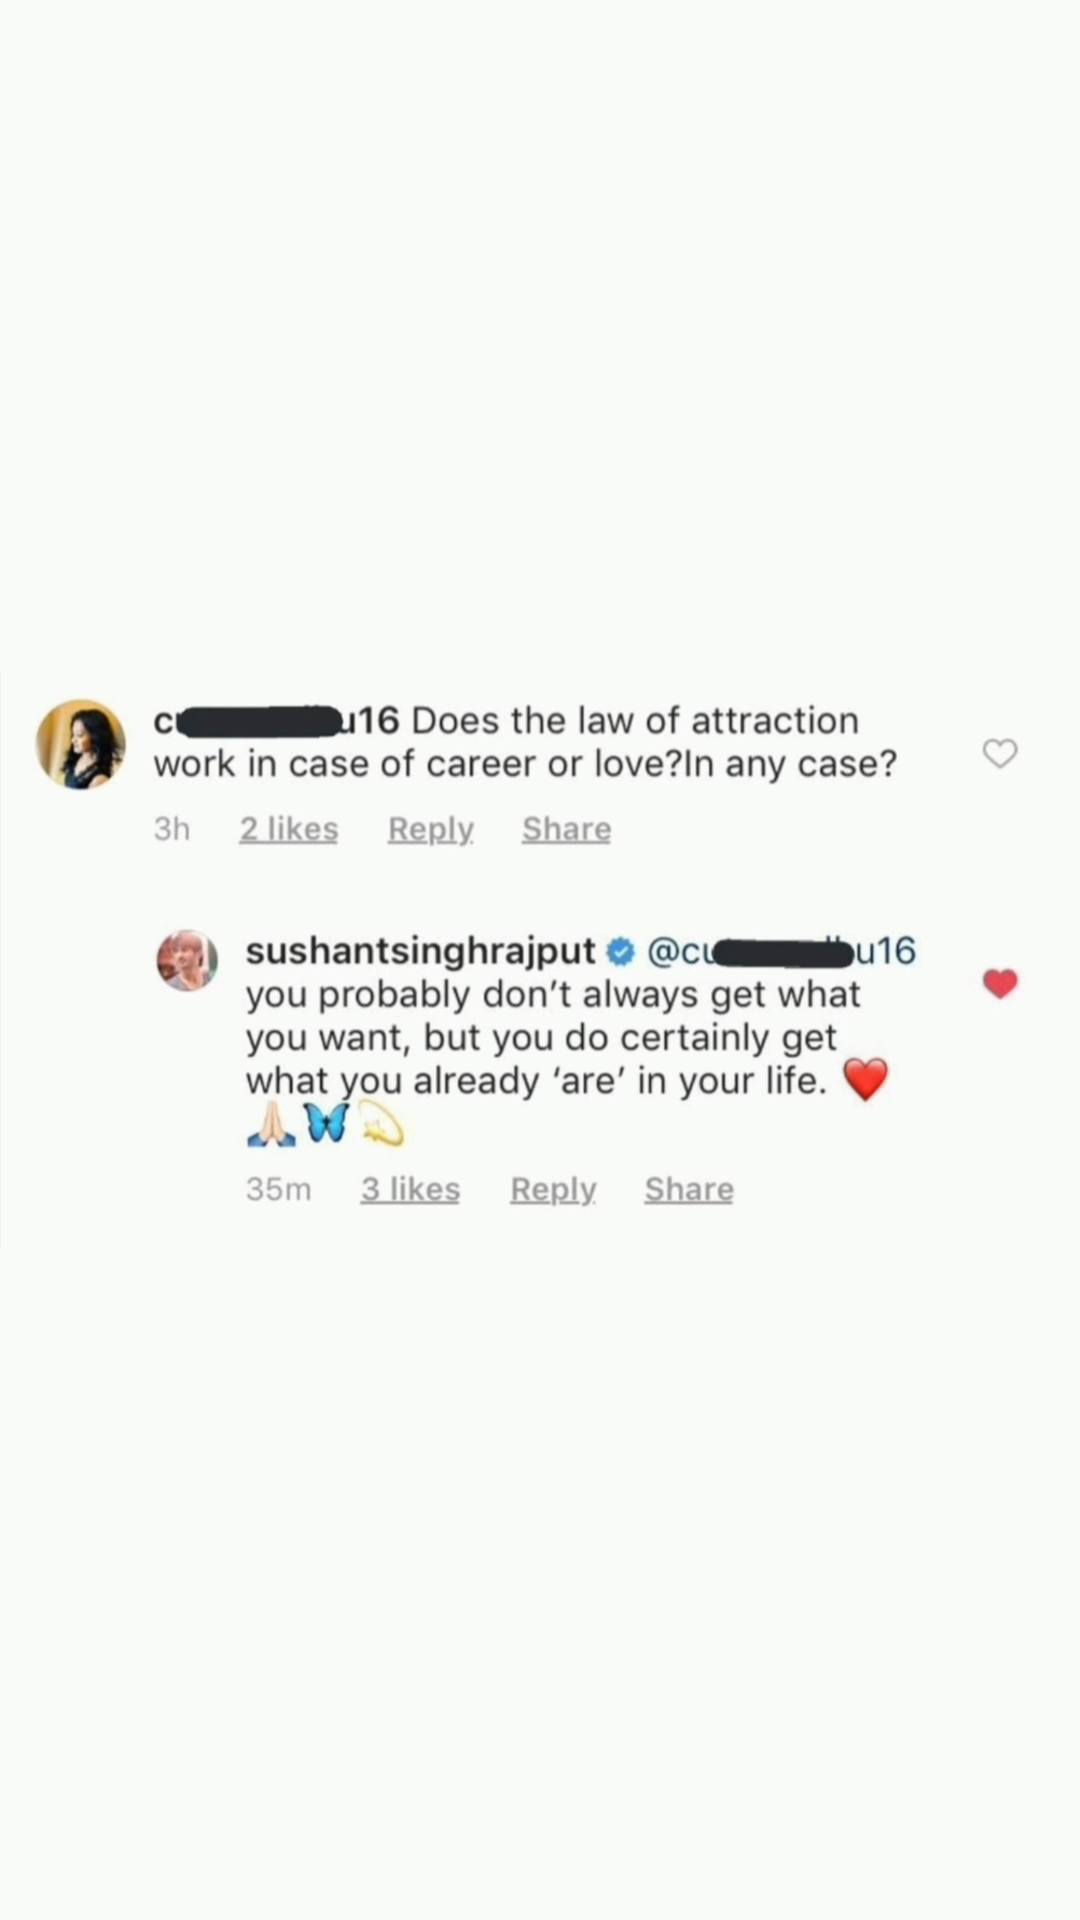 u16 Does the law of attraction
work in case of career or love?In any case?
3h 2 likes Reply Share
sushantsinghrajput @cu u16
you probably don’t always get what
you want, but you do certainly get
what you already ‘are’ in your life. ❤️
🙏🏻🦋💫
35m 3 likes Reply Share